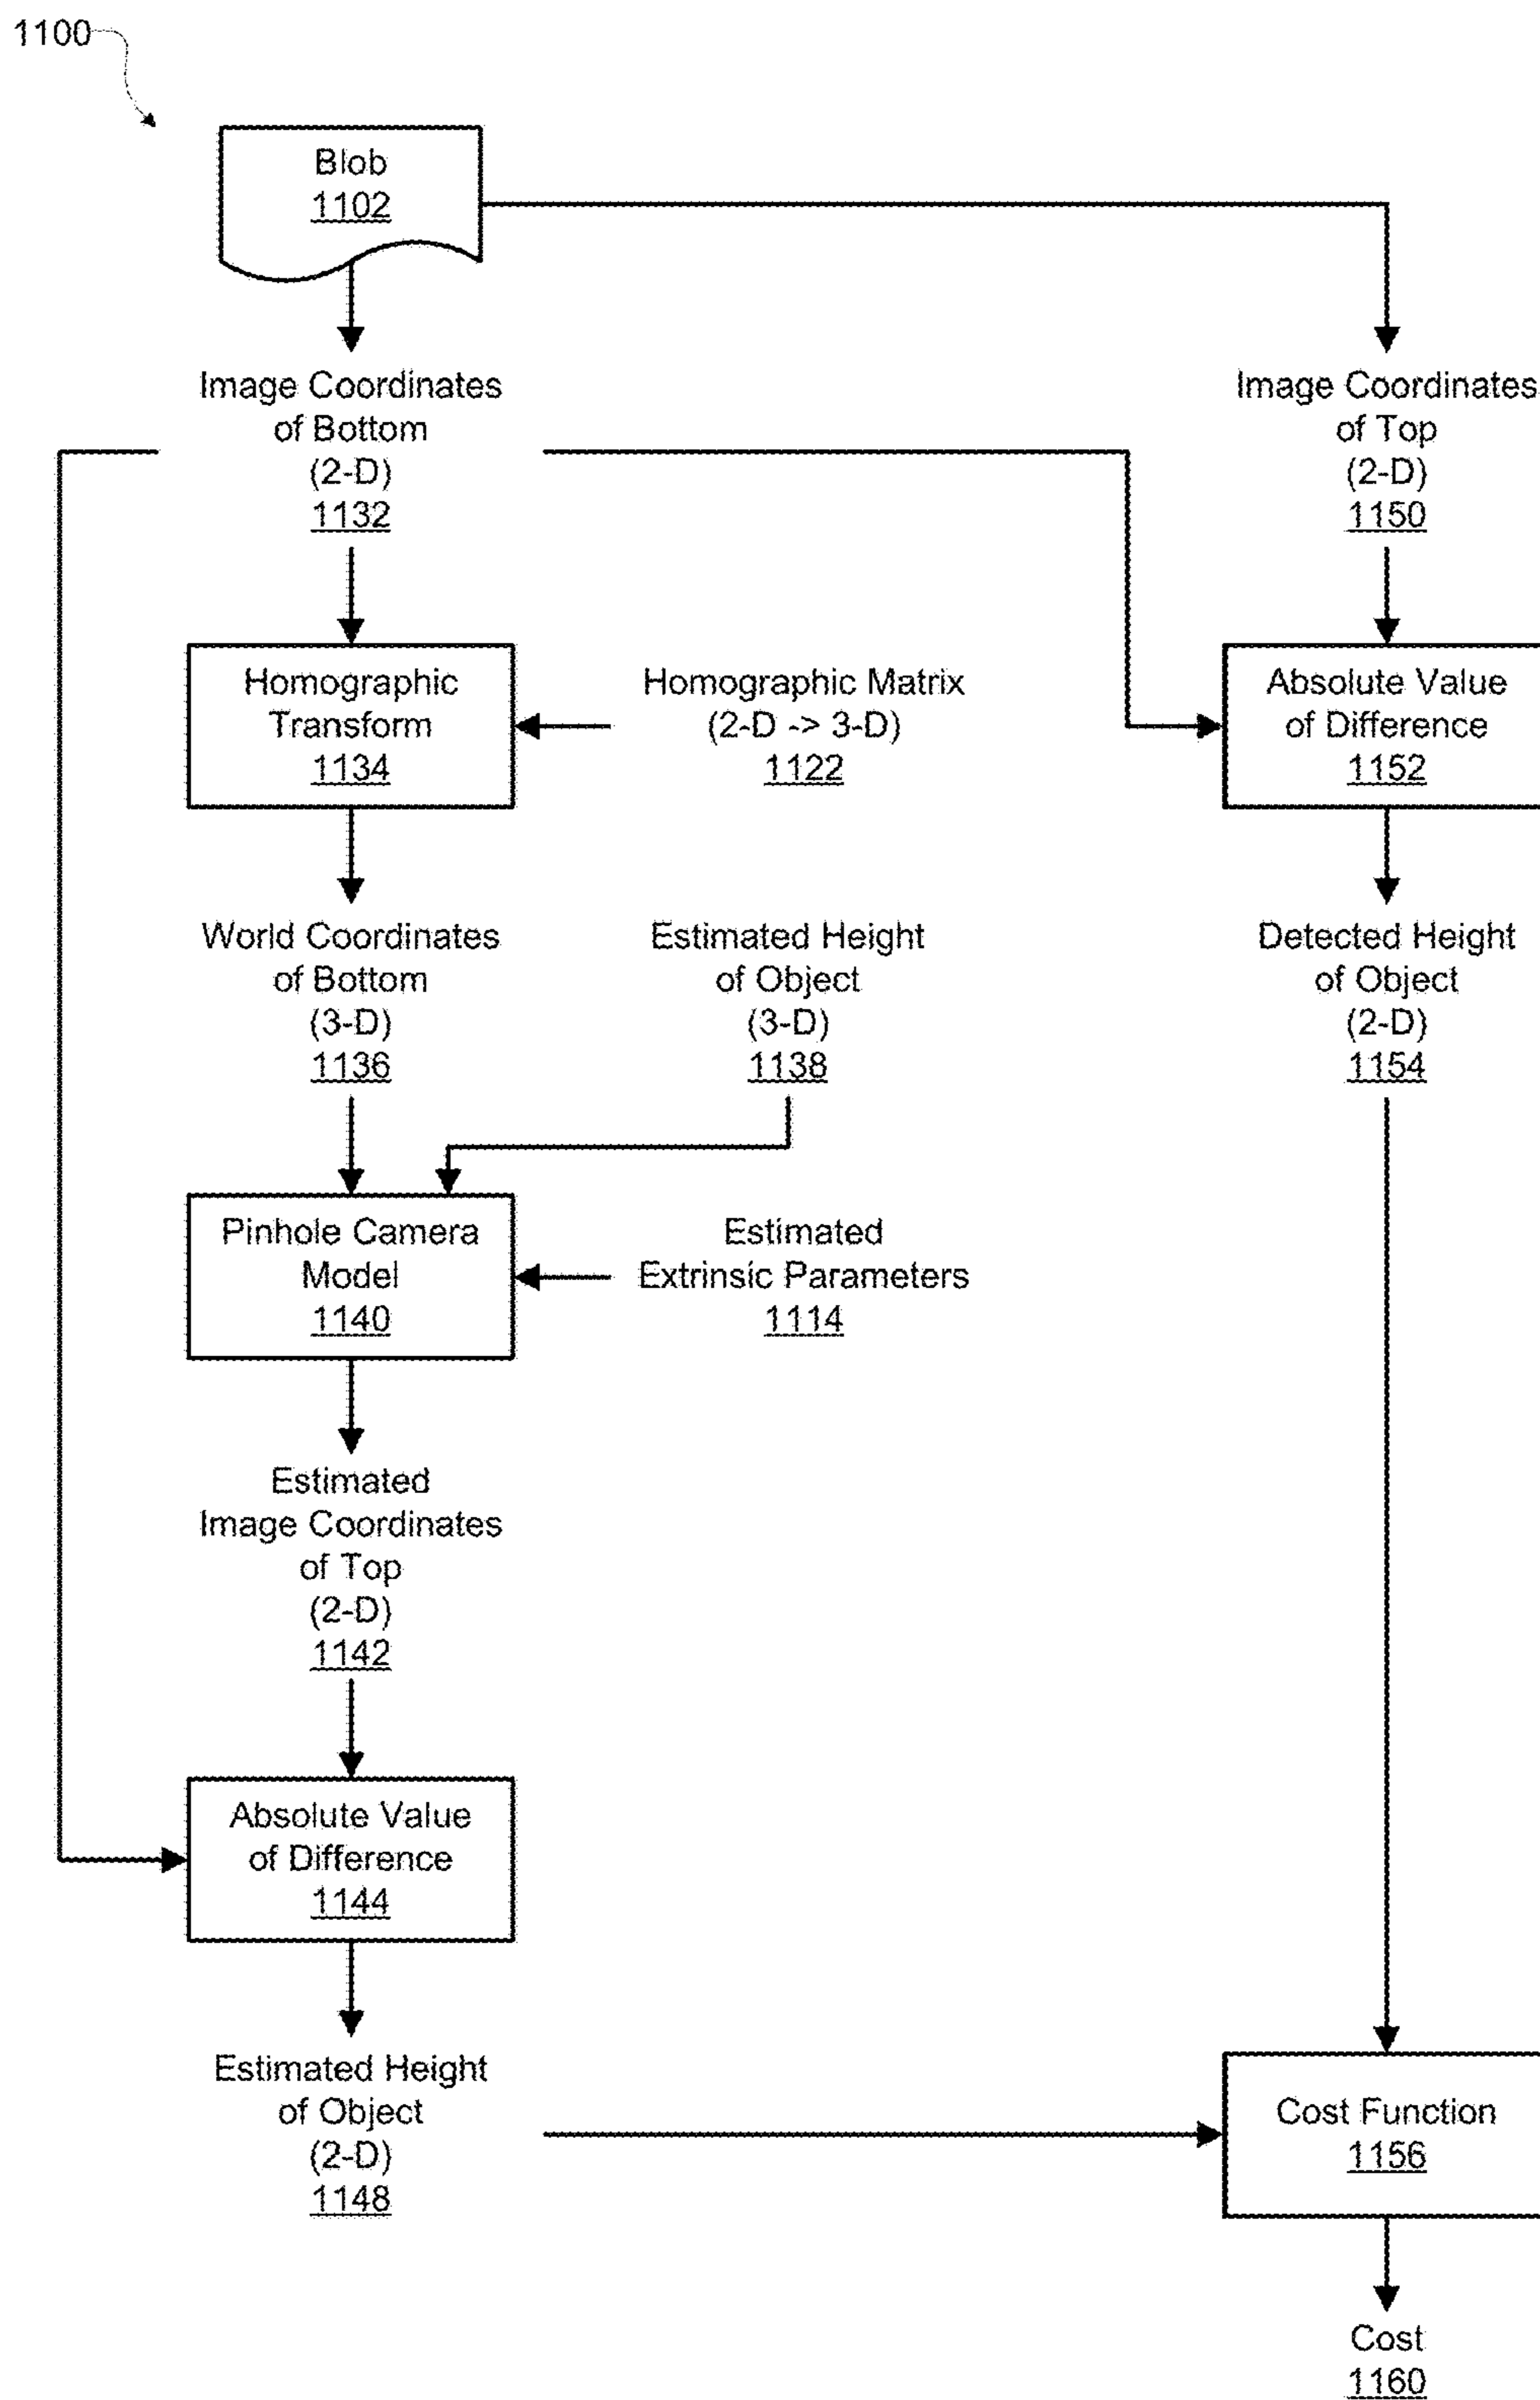 1100
Blob
1102
Image Coordinates
of Bottom
(2-D)
1132
Image Coordinates
of Top
(2-D)
1150
Homographic
Transform
1134
Homographic Matrix
(2-D -> 3-D)
1122
Absolute Value
of Difference
1152
World Coordinates
of Bottom
(3-D)
1136
Estimated Height
of Object
(3-D)
1138
Detected Height
of Object
(2-D)
1154
Pinhole Camera
Model
1140
Estimated
Extrinsic Parameters
1114
Estimated
Image Coordinates
of Top
(2-D)
1142
Absolute Value
of Difference
1144
Estimated Height
of Object
(2-D)
1148
Cost Function
1156
Cost
1160